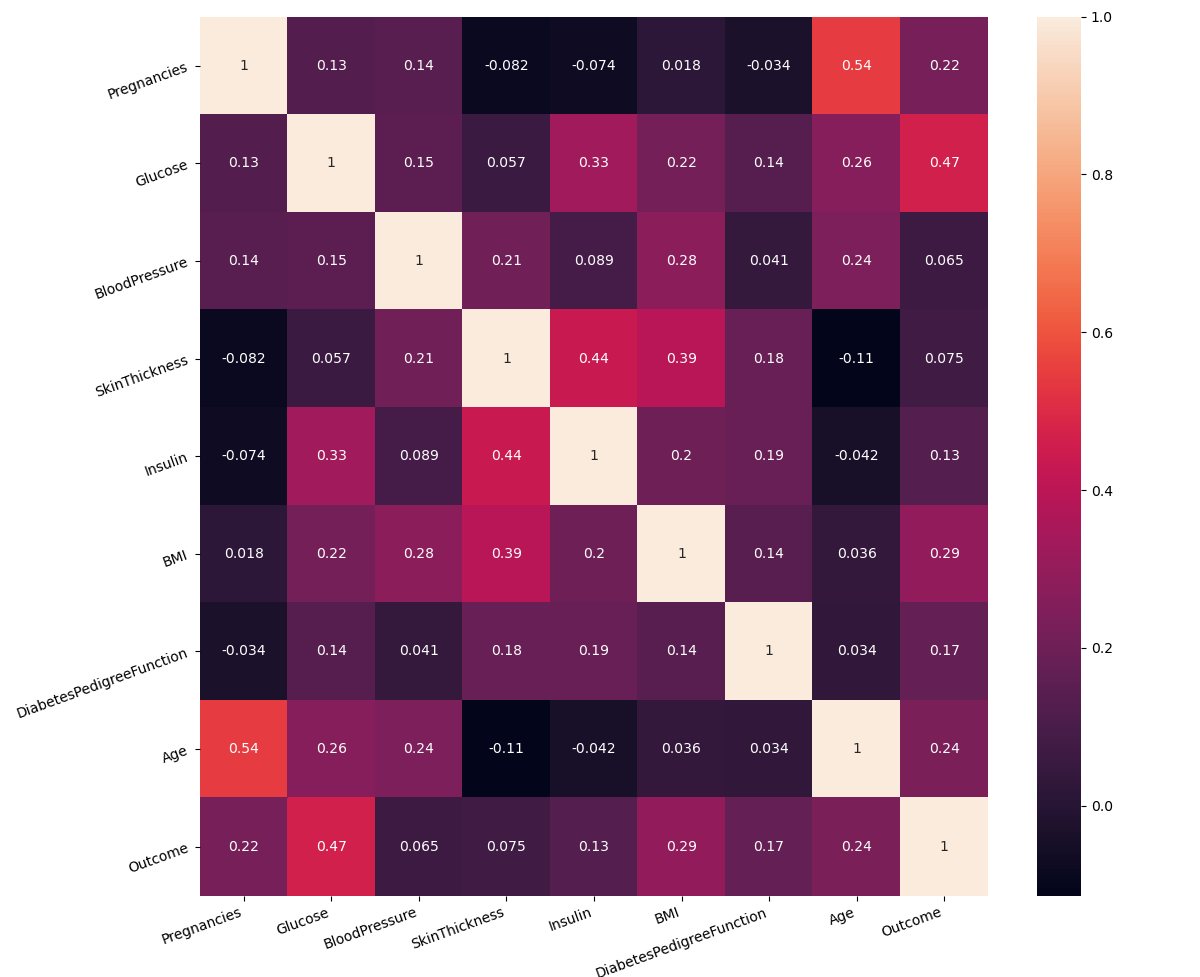 Pregnancies 1 0.13 0.14 -0.082 -0.074 0.018 -0.034 0.54 0.22
Glucose 0.13 1 0.15 0.057 0.33 0.22 0.14 0.26 0.47
BloodPressure 0.14 0.15 1 0.21 0.089 0.28 0.041 0.24 0.065
SkinThickness -0.082 0.057 0.21 1 0.44 0.39 0.18 -0.11 0.075
Insulin -0.074 0.33 0.089 0.44 1 0.2 0.19 -0.042 0.13
BMI 0.018 0.22 0.28 0.39 0.2 1 0.14 0.036 0.29
DiabetesPedigreeFunction -0.034 0.14 0.041 0.18 0.19 0.14 1 0.034 0.17
Age 0.54 0.26 0.24 -0.11 -0.042 0.036 0.034 1 0.24
Outcome 0.22 0.47 0.065 0.075 0.13 0.29 0.17 0.24 1
Pregnancies Glucose BloodPressure SkinThickness Insulin BMI DiabetesPedigreeFunction Age Outcome
1.0
0.8
0.6
0.4
0.2
0.0